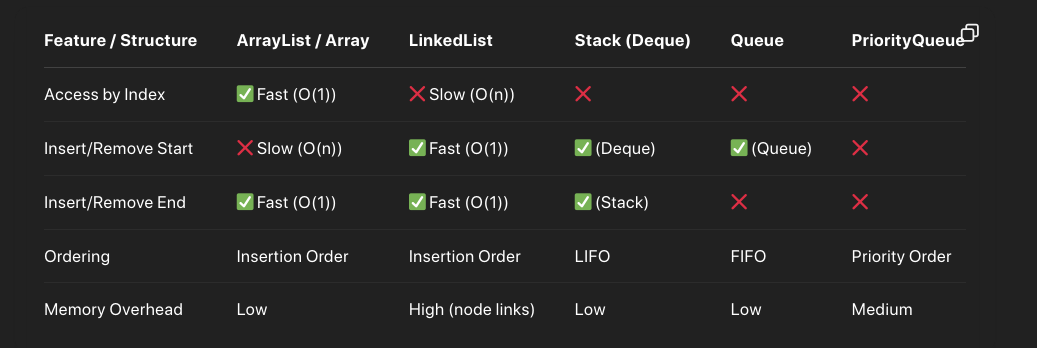 Feature / Structure ArrayList / Array LinkedList Stack (Deque) Queue PriorityQueue
Access by Index ✅ Fast (O(1)) ❌ Slow (O(n)) ❌ ❌ ❌
Insert/Remove Start ❌ Slow (O(n)) ✅ Fast (O(1)) ✅ (Deque) ✅ (Queue) ❌
Insert/Remove End ✅ Fast (O(1)) ✅ Fast (O(1)) ✅ (Stack) ❌ ❌
Ordering Insertion Order Insertion Order LIFO FIFO Priority Order
Memory Overhead Low High (node links) Low Low Medium